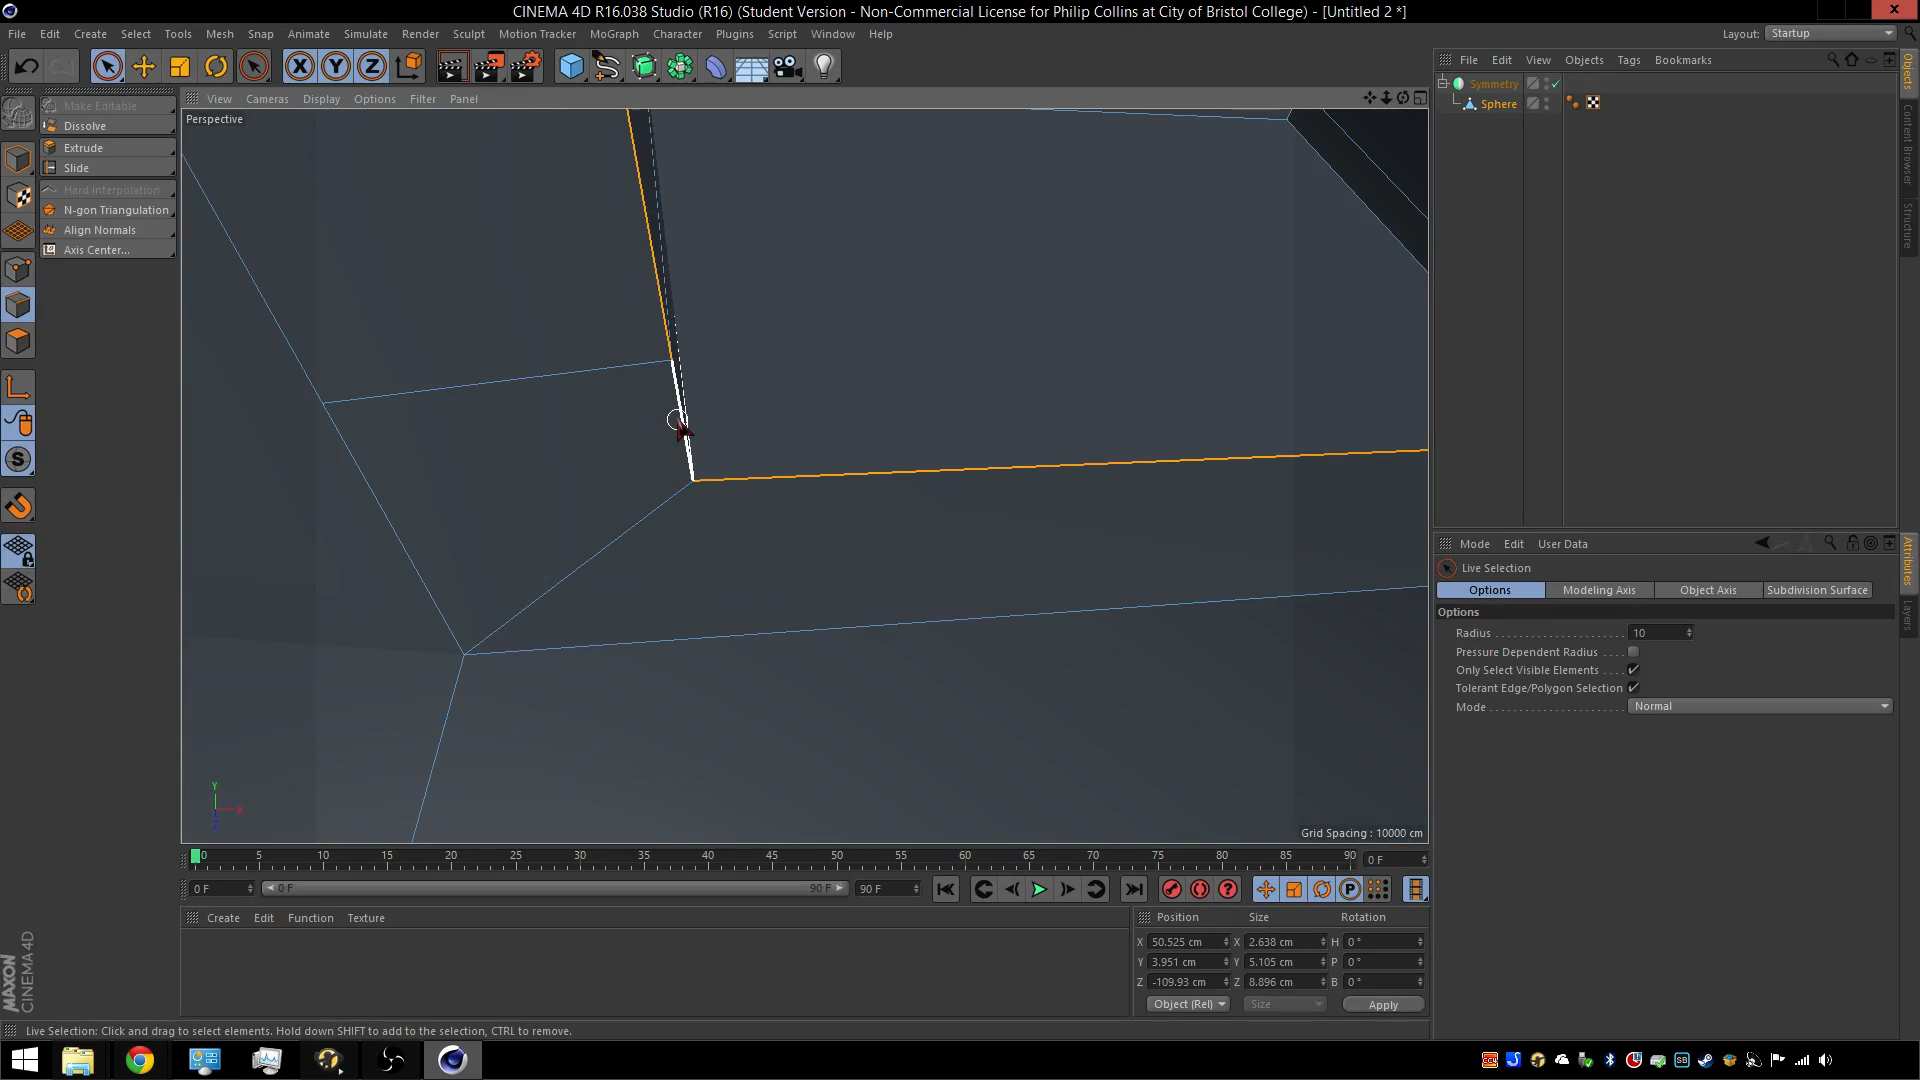 CINEMA 4D R16.038 Studio (R16) (Student Version - Non-Commercial License for Philip Collins at City of Bristol College) - [Untitled 2 *]
File Edit Create Select Tools Mesh Snap Animate Simulate Render Sculpt Motion Tracker MoGraph Character Plugins Script Window Help
Layout: Startup
Make Editable
Dissolve
Extrude
Slide
Hard Interpolation
N-gon Triangulation
Align Normals
Axis Center...
View Cameras Display Options Filter Panel
Perspective
Y
X
Z
Grid Spacing : 10000 cm
File Edit View Objects Tags Bookmarks
Symmetry
Sphere
Objects
Content Browser
Structure
Mode Edit User Data
Live Selection
Options Modeling Axis Object Axis Subdivision Surface
Options
Radius 10
Pressure Dependent Radius
Only Select Visible Elements
Tolerant Edge/Polygon Selection
Mode Normal
Attributes
Layers
0 5 10 15 20 25 30 35 40 45 50 55 60 65 70 75 80 85 90 0 F
0 F 0 F 90 F 90 F
Create Edit Function Texture
Position Size Rotation
X 50.525 cm X 2.638 cm H 0 °
Y 3.951 cm Y 5.105 cm P 0 °
Z -109.93 cm Z 8.896 cm B 0 °
Object (Rel) Size Apply
MAXON
CINEMA 4D
Live Selection: Click and drag to select elements. Hold down SHIFT to add to the selection, CTRL to remove.